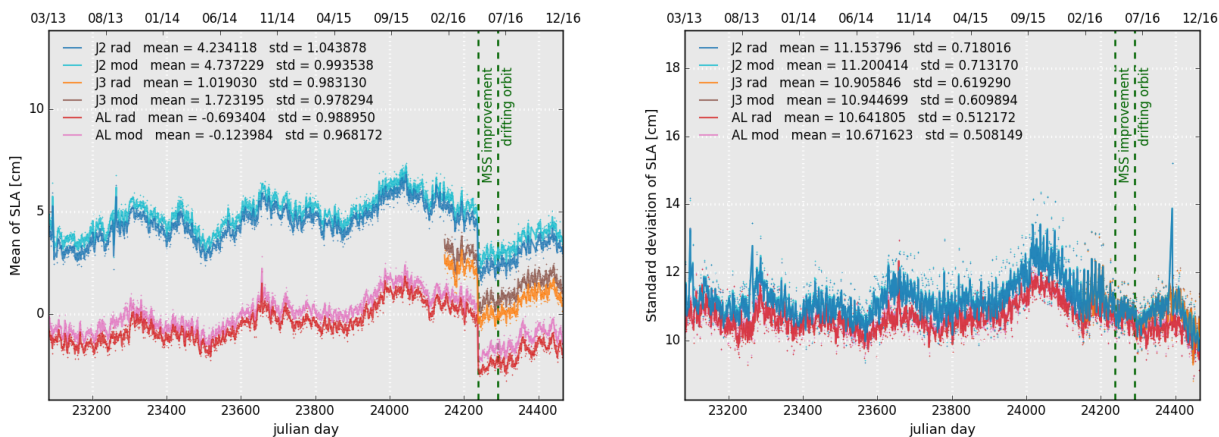 03/13 08/13 01/14 06/14 11/14 04/15 09/15 02/16 07/16 12/16
J2 rad mean = 4.234118 std = 1.043878
J2 mod mean = 4.737229 std = 0.993538
J3 rad mean = 1.019030 std = 0.983130
J3 mod mean = 1.723195 std = 0.978294
AL rad mean = -0.693404 std = 0.988950
AL mod mean = -0.123984 std = 0.968172
MSS improvement
drifting orbit
Mean of SLA [cm]
10
5
0
23200 23400 23600 23800 24000 24200 24400
julian day
03/13 08/13 01/14 06/14 11/14 04/15 09/15 02/16 07/16 12/16
J2 rad mean = 11.153796 std = 0.718016
J2 mod mean = 11.200414 std = 0.713170
J3 rad mean = 10.905846 std = 0.619290
J3 mod mean = 10.944699 std = 0.609894
AL rad mean = 10.641805 std = 0.512172
AL mod mean = 10.671623 std = 0.508149
MSS improvement
drifting orbit
Standard deviation of SLA [cm]
18
16
14
12
10
23200 23400 23600 23800 24000 24200 24400
julian day